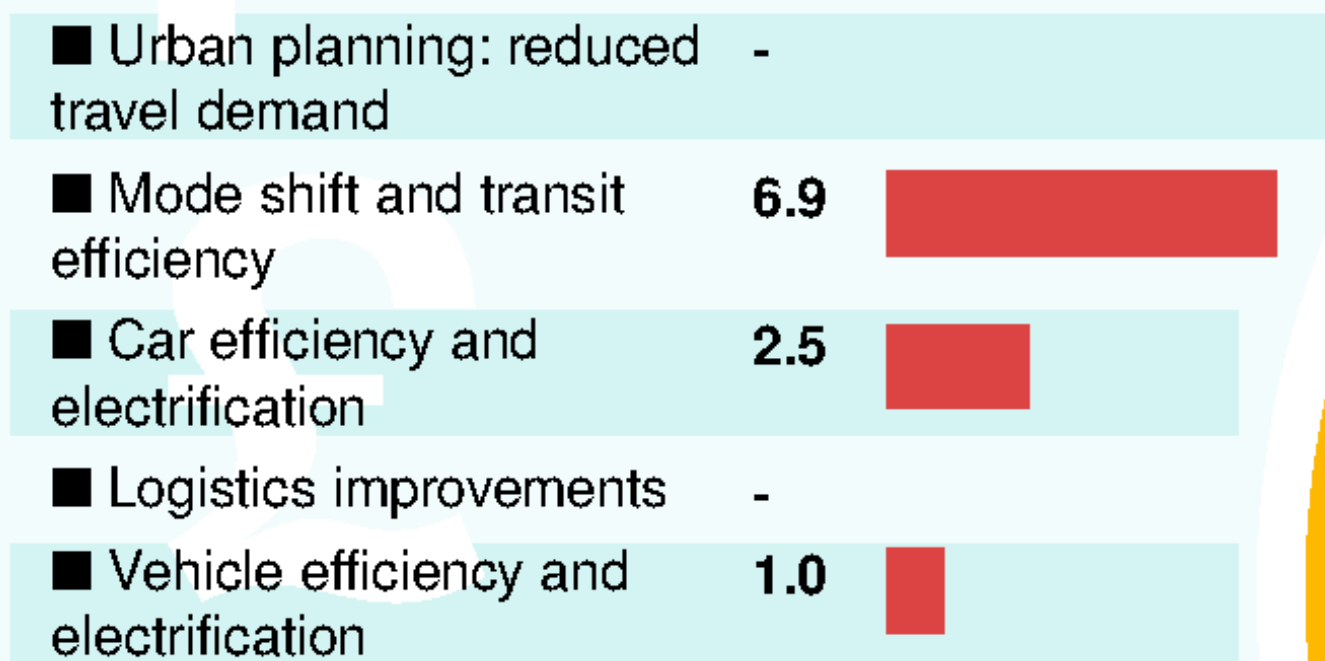 ■ Urban planning: reduced -
travel demand
■ Mode shift and transit 6.9
efficiency
■ Car efficiency and 2.5
electrification
■ Logistics improvements -
■ Vehicle efficiency and 1.0
electrification